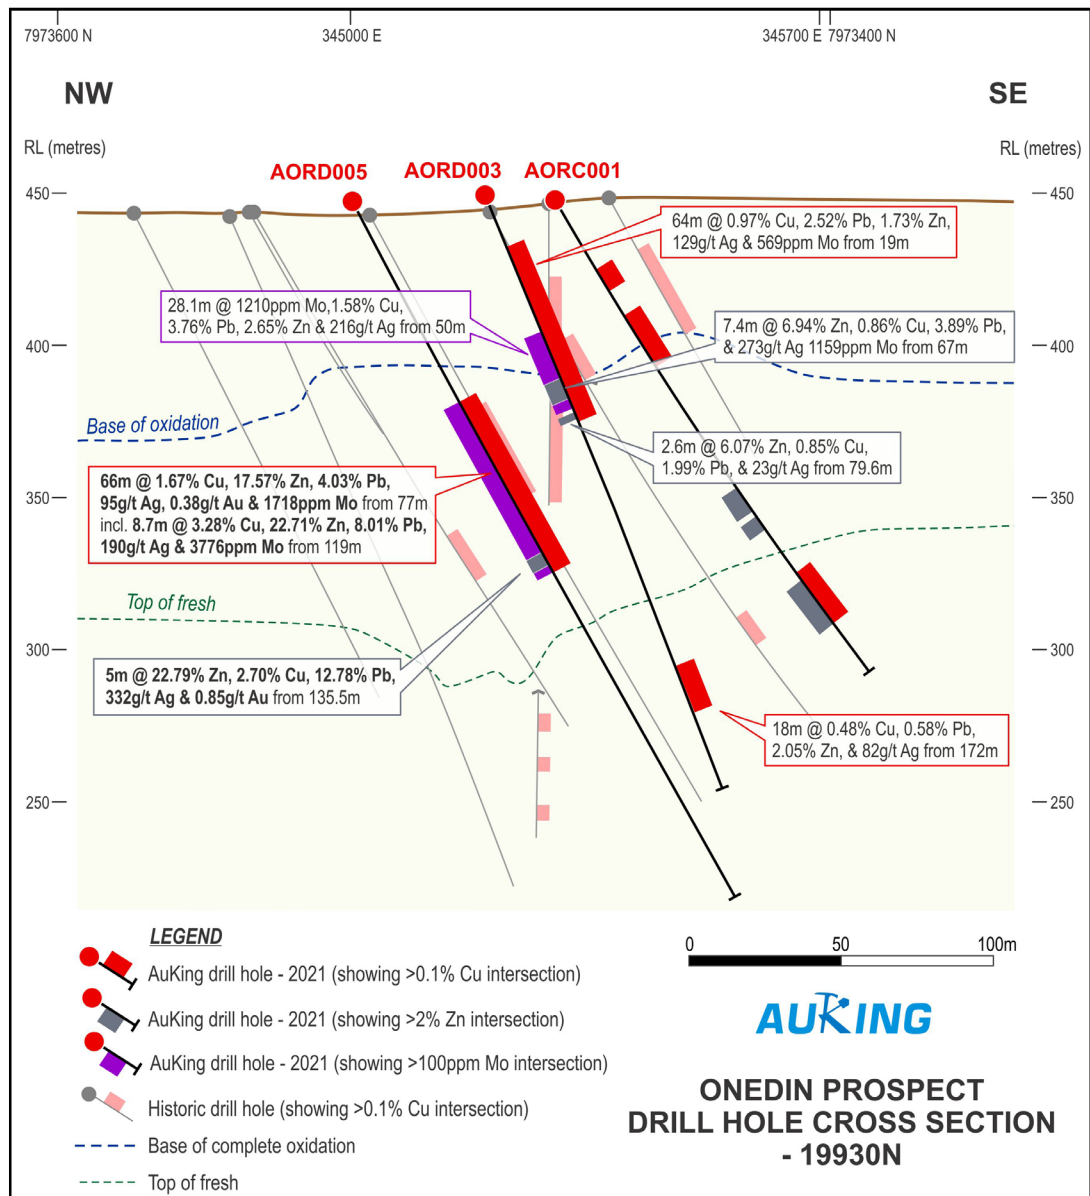 7973600 N
345000 E
345700 E
7973400 N
NW
SE
RL (metres)
RL (metres)
AORD005
AORD003
AORC001
450
450
64m @ 0.97% Cu, 2.52% Pb, 1.73% Zn,
129g/t Ag & 569ppm Mo from 19m
28.1m @ 1210ppm Mo,1.58% Cu,
3.76% Pb, 2.65% Zn & 216g/t Ag from 50m
7.4m @ 6.94% Zn, 0.86% Cu, 3.89% Pb,
& 273g/t Ag 1159ppm Mo from 67m
400
400
Base of oxidation
2.6m @ 6.07% Zn, 0.85% Cu,
1.99% Pb, & 23g/t Ag from 79.6m
66m @ 1.67% Cu, 17.57% Zn, 4.03% Pb,
95g/t Ag, 0.38g/t Au & 1718ppm Mo from 77m
incl. 8.7m @ 3.28% Cu, 22.71% Zn, 8.01% Pb,
190g/t Ag & 3776ppm Mo from 119m
350
350
Top of fresh
300
300
5m @ 22.79% Zn, 2.70% Cu, 12.78% Pb,
332g/t Ag & 0.85g/t Au from 135.5m
18m @ 0.48% Cu, 0.58% Pb,
2.05% Zn, & 82g/t Ag from 172m
250
250
LEGEND
AuKing drill hole - 2021 (showing >0.1% Cu intersection)
AuKing drill hole - 2021 (showing >2% Zn intersection)
AuKing drill hole - 2021 (showing >100ppm Mo intersection)
Historic drill hole (showing >0.1% Cu intersection)
Base of complete oxidation
Top of fresh
0
50
100m
AUKING
ONEDIN PROSPECT
DRILL HOLE CROSS SECTION
- 19930N